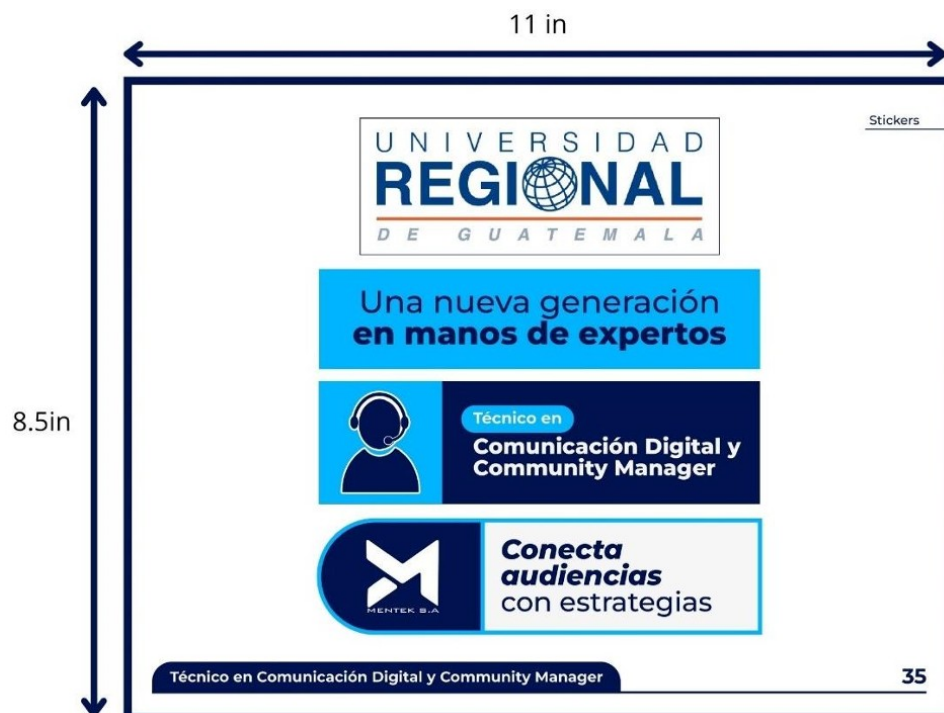 11 in
8.5in
Stickers
UNIVERSIDAD
REGIONAL
DE GUATEMALA
Una nueva generación
en manos de expertos
Técnico en
Comunicación Digital y
Community Manager
MENTEK S.A
Conecta
audiencias
con estrategias
Técnico en Comunicación Digital y Community Manager
35